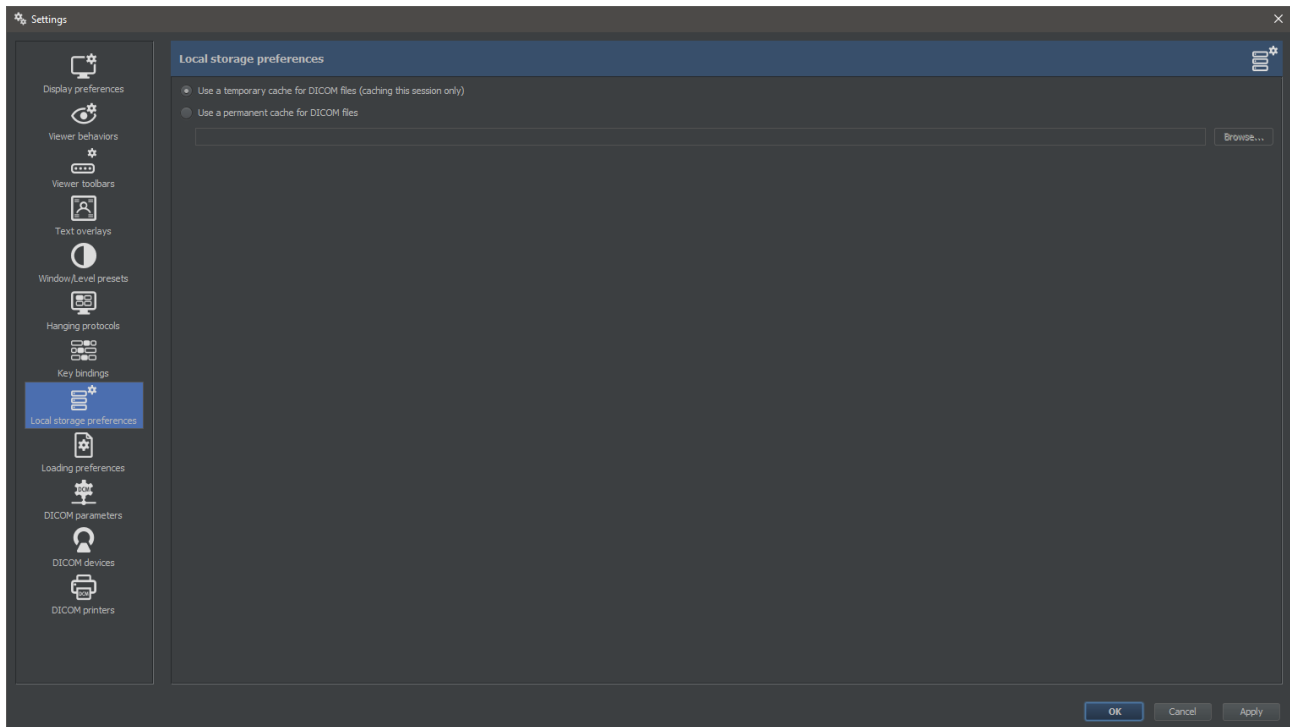 Settings
Display preferences
Viewer behaviors
Viewer toolbars
Text overlays
Window/Level presets
Hanging protocols
Key bindings
Local storage preferences
Loading preferences
DCM
DICOM parameters
DICOM devices
DCM
DICOM printers
Local storage preferences
Use a temporary cache for DICOM files (caching this session only)
Use a permanent cache for DICOM files
Browse...
OK
Cancel
Apply